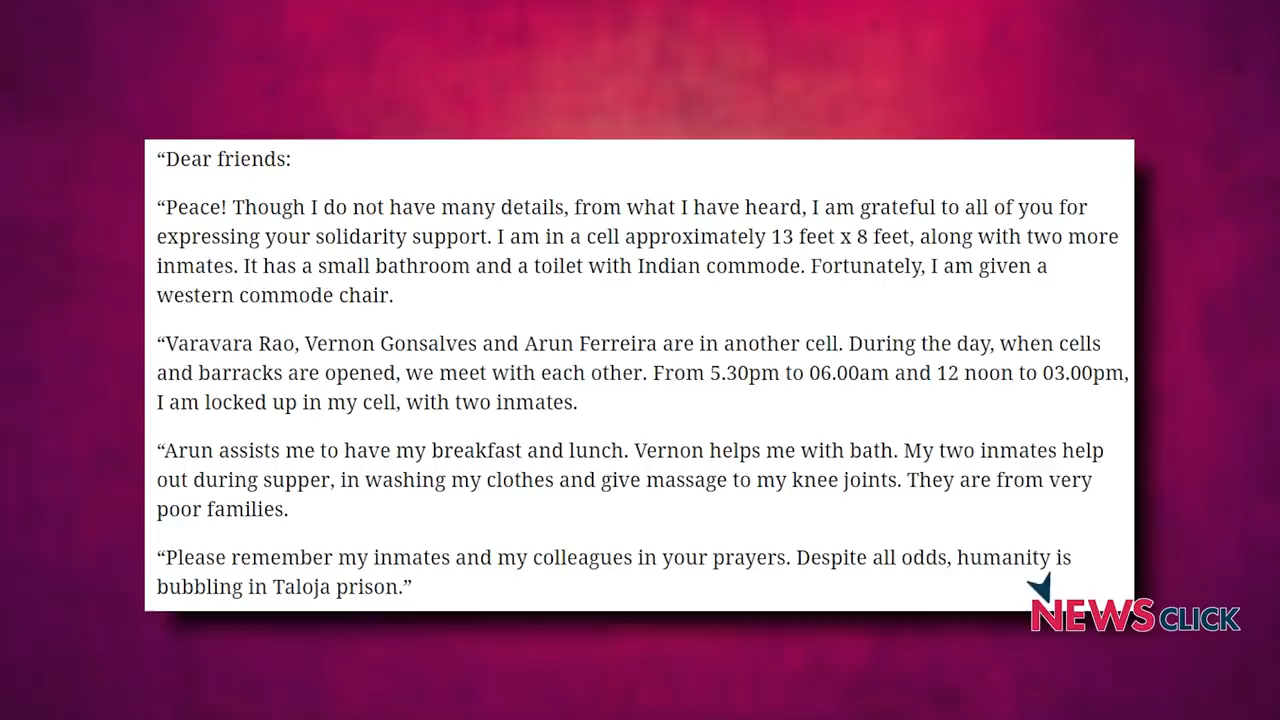 “Dear friends:
“Peace! Though I do not have many details, from what I have heard, I am grateful to all of you for
expressing your solidarity support. I am in a cell approximately 13 feet x 8 feet, along with two more
inmates. It has a small bathroom and a toilet with Indian commode. Fortunately, I am given a
western commode chair.
“Varavara Rao, Vernon Gonsalves and Arun Ferreira are in another cell. During the day, when cells
and barracks are opened, we meet with each other. From 5.30pm to 06.00am and 12 noon to 03.00pm,
I am locked up in my cell, with two inmates.
“Arun assists me to have my breakfast and lunch. Vernon helps me with bath. My two inmates help
out during supper, in washing my clothes and give massage to my knee joints. They are from very
poor families.
“Please remember my inmates and my colleagues in your prayers. Despite all odds, humanity is
bubbling in Taloja prison.”
NEWSCLICK